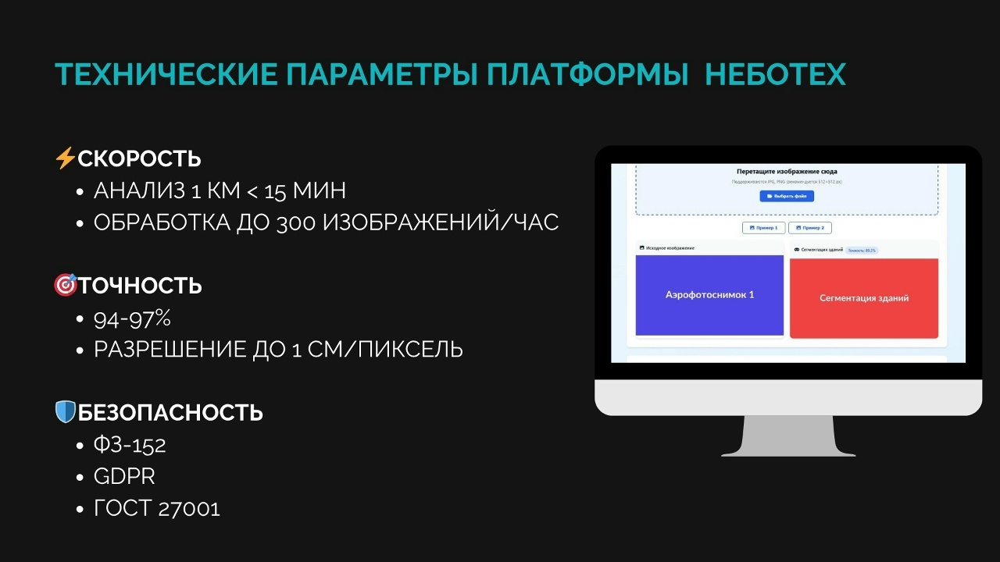 ТЕХНИЧЕСКИЕ ПАРАМЕТРЫ ПЛАТФОРМЫ НЕБОТЕХ
⚡СКОРОСТЬ
• АНАЛИЗ 1 КМ < 15 МИН
• ОБРАБОТКА ДО 300 ИЗОБРАЖЕНИЙ/ЧАС
🎯ТОЧНОСТЬ
• 94-97%
• РАЗРЕШЕНИЕ ДО 1 СМ/ПИКСЕЛЬ
🛡️БЕЗОПАСНОСТЬ
• ФЗ-152
• GDPR
• ГОСТ 27001
Перетащите изображение сюда
Поддерживаются JPG, PNG (рекомендуется 512×512 px)
Выбрать файл
Пример 1
Пример 2
Исходное изображение
Сегментация зданий
Точность: 89.2%
Аэрофотоснимок 1
Сегментация зданий